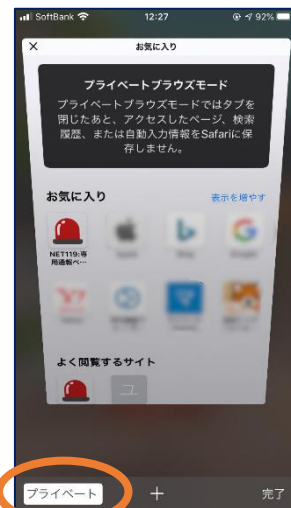 SoftBank 12:27 92%
× お気に入り
プライベートブラウズモード
プライベートブラウズモードではタブを
閉じたあと、アクセスしたページ、検索
履歴、または自動入力情報をSafariに保
存しません。
お気に入り 表示を増やす
NET119:専
用通報ペ…
よく閲覧するサイト
ユ
プライベート + 完了